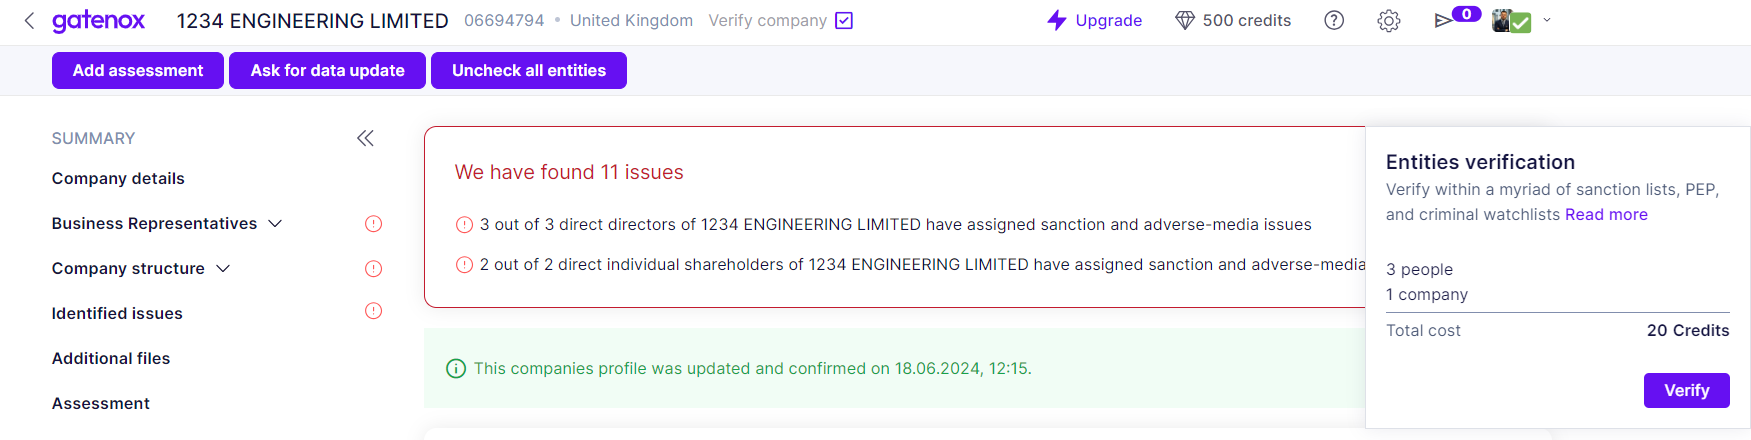 gatenox 1234 ENGINEERING LIMITED 06694794 • United Kingdom Verify company Upgrade 500 credits 0
Add assessment Ask for data update Uncheck all entities
SUMMARY
Company details
Business Representatives
Company structure
Identified issues
Additional files
Assessment
We have found 11 issues
3 out of 3 direct directors of 1234 ENGINEERING LIMITED have assigned sanction and adverse-media issues
2 out of 2 direct individual shareholders of 1234 ENGINEERING LIMITED have assigned sanction and adverse-media
This companies profile was updated and confirmed on 18.06.2024, 12:15.
Entities verification
Verify within a myriad of sanction lists, PEP,
and criminal watchlists Read more
3 people
1 company
Total cost 20 Credits
Verify